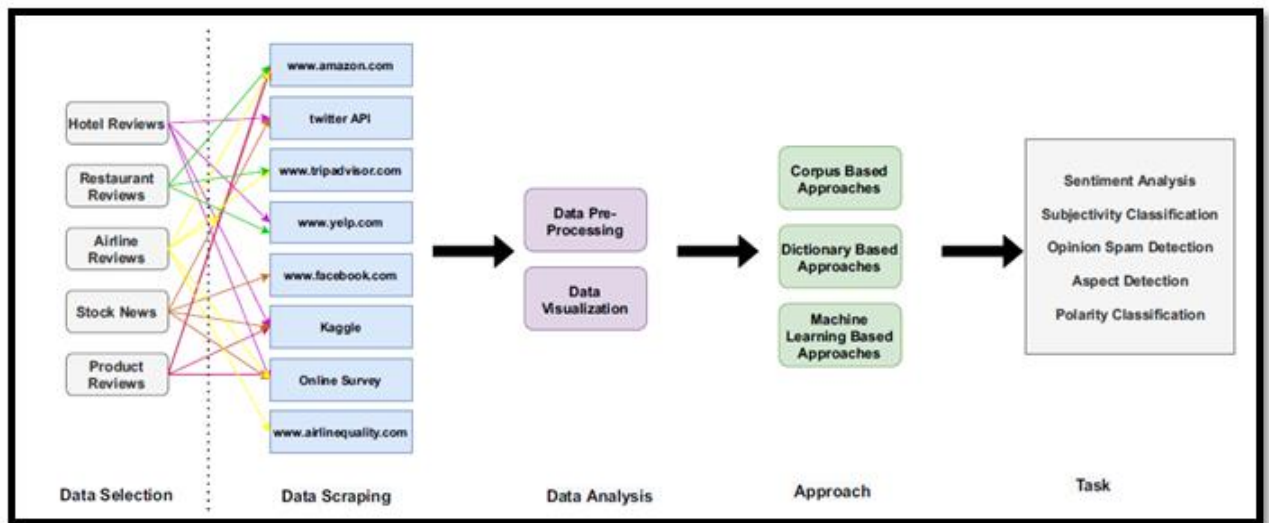 Hotel Reviews
Restaurant
Reviews
Airline
Reviews
Stock News
Product
Reviews
Data Selection
www.amazon.com
twitter API
www.tripadvisor.com
www.yelp.com
www.facebook.com
Kaggle
Online Survey
www.airlinequality.com
Data Scraping
Data Pre-
Processing
Data
Visualization
Data Analysis
Corpus Based
Approaches
Dictionary Based
Approaches
Machine
Learning Based
Approaches
Approach
Sentiment Analysis
Subjectivity Classification
Opinion Spam Detection
Aspect Detection
Polarity Classification
Task